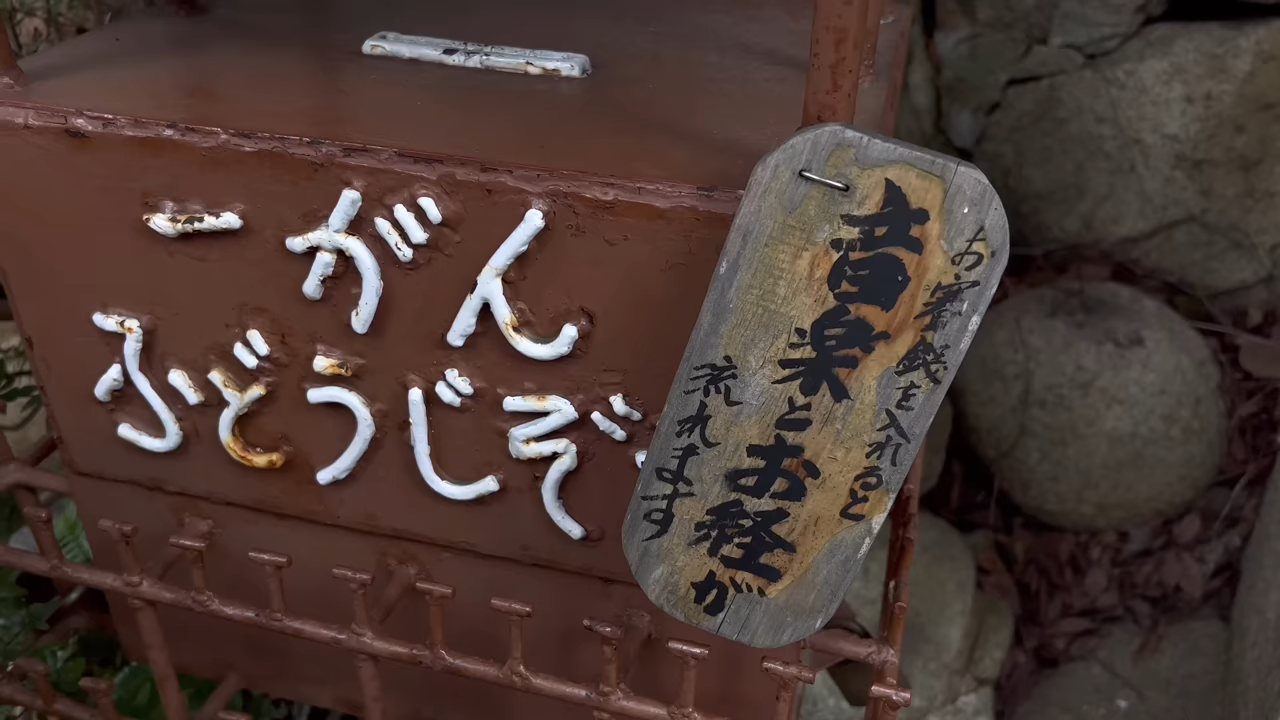 一がん
ふどうじぞ
お賽銭を入れると
音楽とお経が
流れます